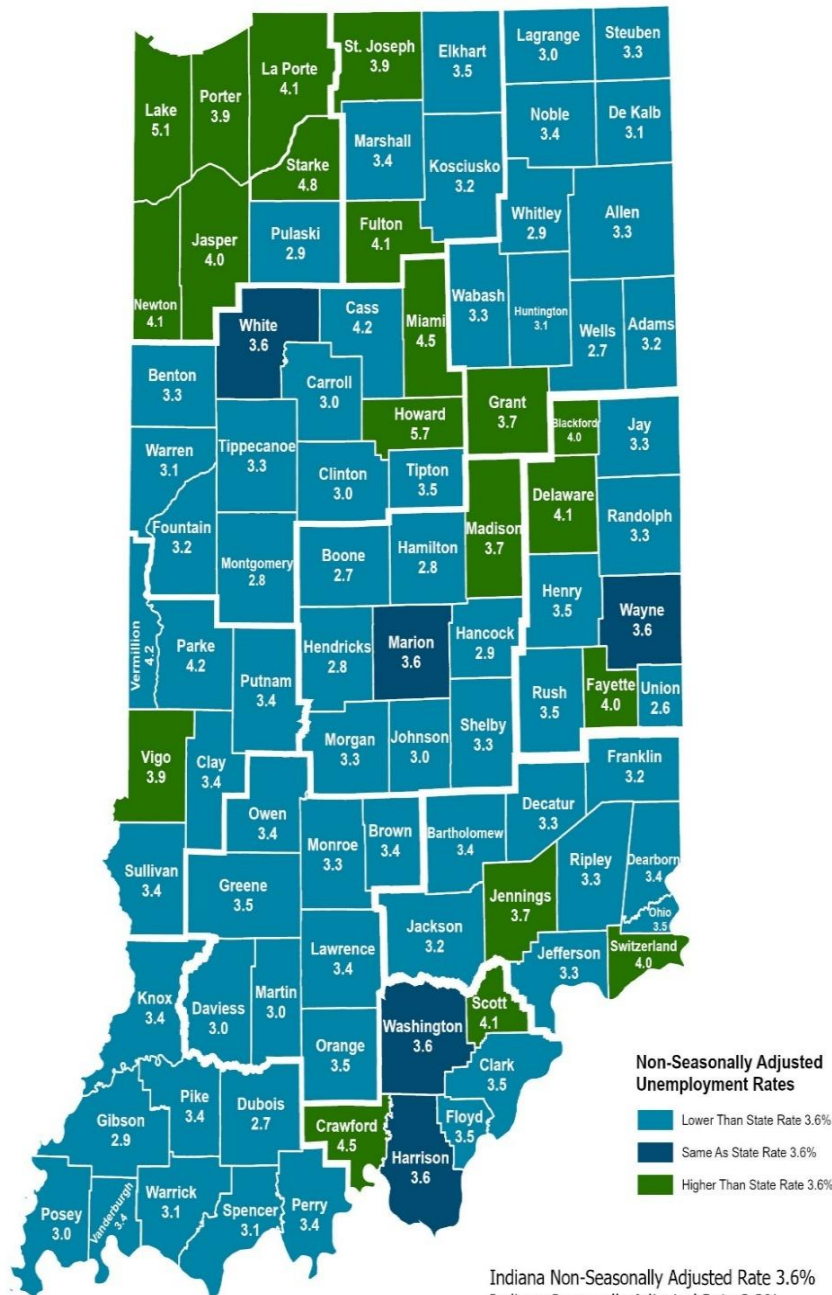 St. Joseph
3.9
Elkhart
3.5
Lagrange
3.0
Steuben
3.3
La Porte
4.1
Porter
3.9
Lake
5.1
Noble
3.4
De Kalb
3.1
Marshall
3.4
Kosciusko
3.2
Starke
4.8
Whitley
2.9
Allen
3.3
Jasper
4.0
Pulaski
2.9
Fulton
4.1
Newton
4.1
White
3.6
Cass
4.2
Miami
4.5
Wabash
3.3
Huntington
3.1
Wells
2.7
Adams
3.2
Benton
3.3
Carroll
3.0
Howard
5.7
Grant
3.7
Blackford
4.0
Jay
3.3
Warren
3.1
Tippecanoe
3.3
Clinton
3.0
Tipton
3.5
Delaware
4.1
Randolph
3.3
Fountain
3.2
Montgomery
2.8
Boone
2.7
Hamilton
2.8
Madison
3.7
Henry
3.5
Wayne
3.6
Vermillion
4.2
Parke
4.2
Putnam
3.4
Hendricks
2.8
Marion
3.6
Hancock
2.9
Rush
3.5
Fayette
4.0
Union
2.6
Vigo
3.9
Clay
3.4
Morgan
3.3
Johnson
3.0
Shelby
3.3
Franklin
3.2
Owen
3.4
Monroe
3.3
Brown
3.4
Bartholomew
3.4
Decatur
3.3
Ripley
3.3
Dearborn
3.4
Ohio
3.5
Sullivan
3.4
Greene
3.5
Jackson
3.2
Jennings
3.7
Jefferson
3.3
Switzerland
4.0
Lawrence
3.4
Knox
3.4
Daviess
3.0
Martin
3.0
Orange
3.5
Washington
3.6
Scott
4.1
Clark
3.5
Floyd
3.5
Harrison
3.6
Crawford
4.5
Gibson
2.9
Pike
3.4
Dubois
2.7
Posey
3.0
Vanderburgh
3.4
Warrick
3.1
Spencer
3.1
Perry
3.4
Non-Seasonally Adjusted
Unemployment Rates
Lower Than State Rate 3.6%
Same As State Rate 3.6%
Higher Than State Rate 3.6%
Indiana Non-Seasonally Adjusted Rate 3.6%